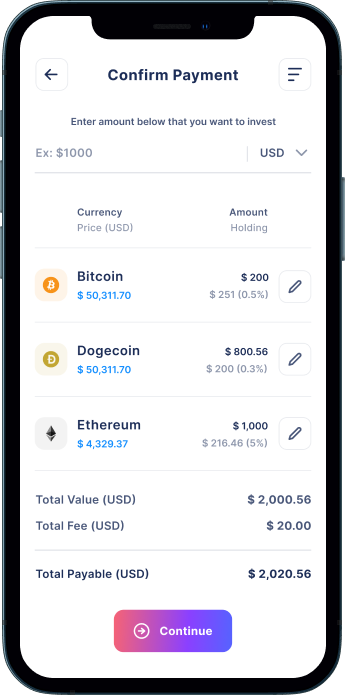 Confirm Payment
Enter amount below that you want to invest
Ex: $1000 USD
Currency Amount
Price (USD) Holding
Bitcoin $ 200
$ 50,311.70 $ 251 (0.5%)
Dogecoin $ 800.56
$ 50,311.70 $ 200 (0.3%)
Ethereum $ 1,000
$ 4,329.37 $ 216.46 (5%)
Total Value (USD) $ 2,000.56
Total Fee (USD) $ 20.00
Total Payable (USD) $ 2,020.56
Continue